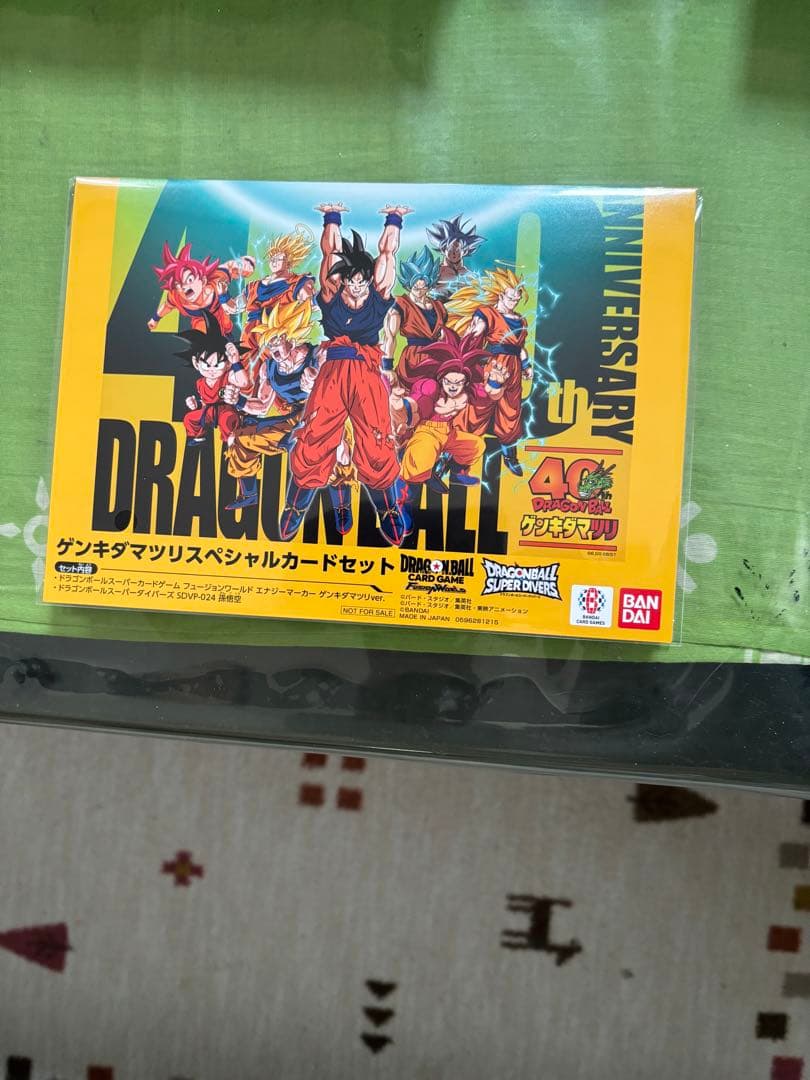 40th
ANNIVERSARY
DRAGON BALL
40th
DRAGON BALL
ゲンキダマツリ
ゲンキダマツリスペシャルカードセット
セット内容
・ドラゴンボールスーパーカードゲーム フュージョンワールド エナジーマーカー ゲンキダマツリver.
・ドラゴンボールスーパーダイバーズ SDVP-024 孫悟空
NOT FOR SALE
DRAGON BALL
CARD GAME
Fusion World
DRAGONBALL
SUPER DIVERS
©バード・スタジオ／集英社
©バード・スタジオ／集英社・東映アニメーション
©BANDAI
MADE IN JAPAN 0596281215
BANDAI
CARD GAMES
BAN
DAI